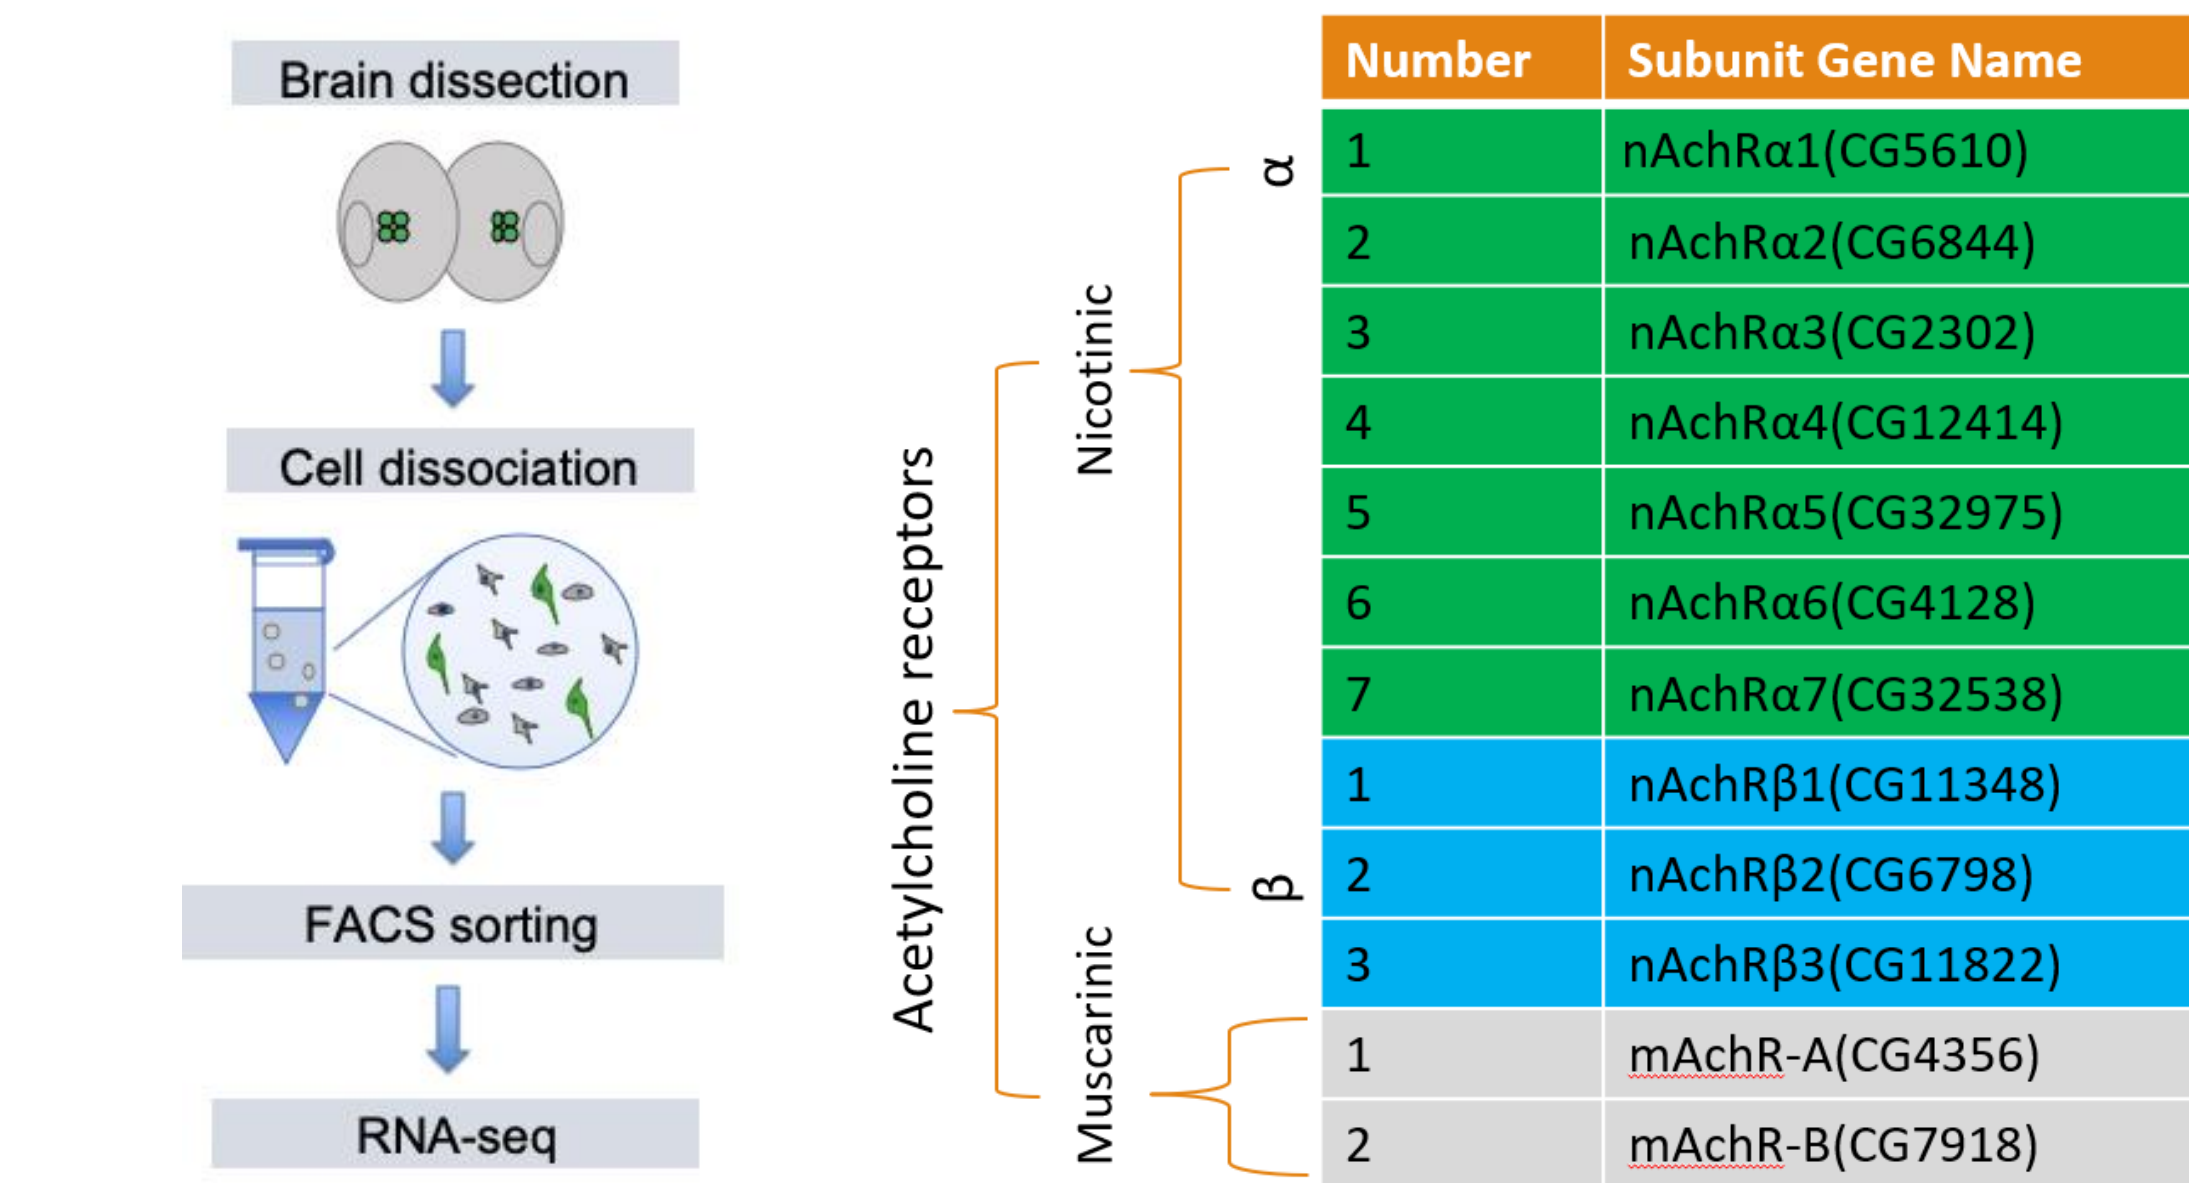 Brain dissection
Cell dissociation
FACS sorting
RNA-seq
Acetylcholine receptors
Nicotinic
Muscarinic
α
β
Number Subunit Gene Name
1 nAchRα1(CG5610)
2 nAchRα2(CG6844)
3 nAchRα3(CG2302)
4 nAchRα4(CG12414)
5 nAchRα5(CG32975)
6 nAchRα6(CG4128)
7 nAchRα7(CG32538)
1 nAchRβ1(CG11348)
2 nAchRβ2(CG6798)
3 nAchRβ3(CG11822)
1 mAchR-A(CG4356)
2 mAchR-B(CG7918)